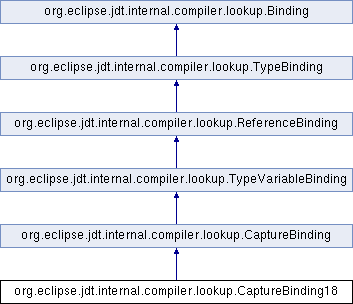 org.eclipse.jdt.internal.compiler.lookup.Binding
org.eclipse.jdt.internal.compiler.lookup.TypeBinding
org.eclipse.jdt.internal.compiler.lookup.ReferenceBinding
org.eclipse.jdt.internal.compiler.lookup.TypeVariableBinding
org.eclipse.jdt.internal.compiler.lookup.CaptureBinding
org.eclipse.jdt.internal.compiler.lookup.CaptureBinding18